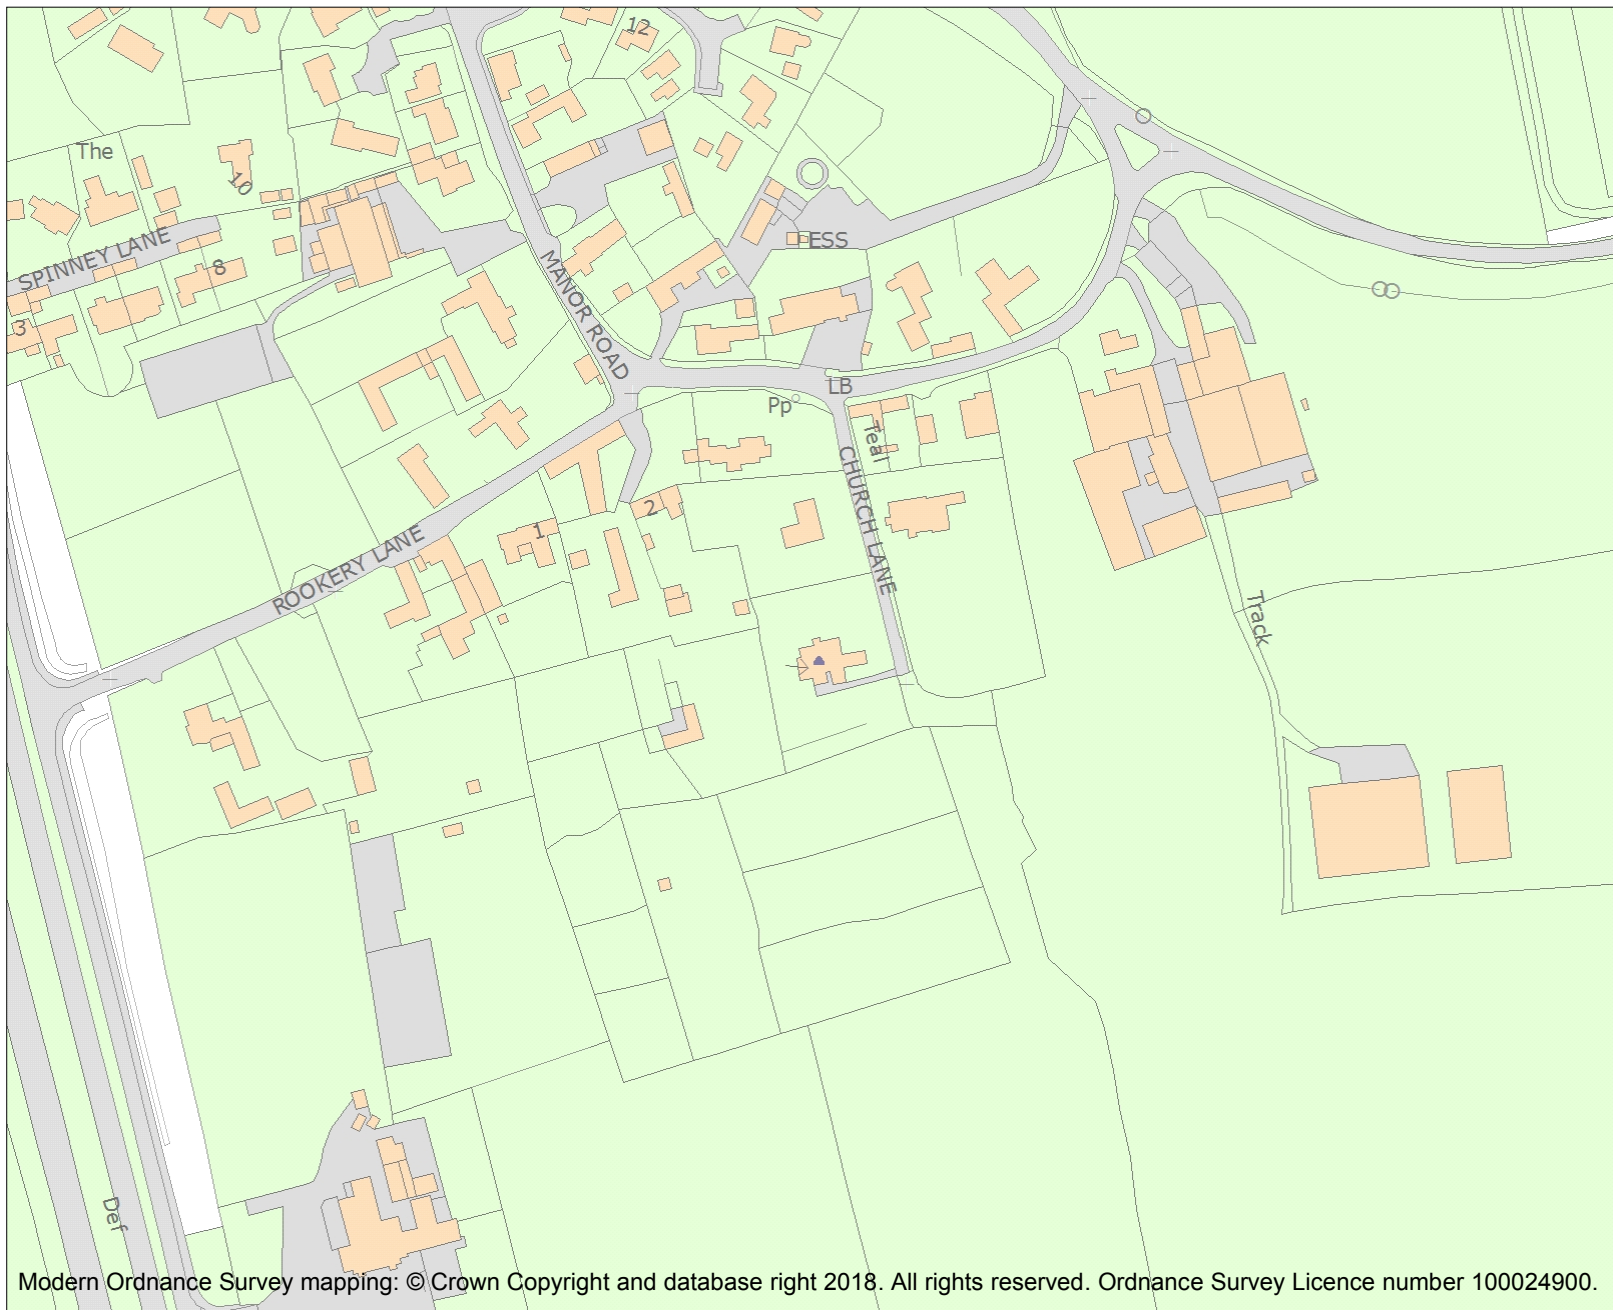 12
The
10
SPINNEY LANE
8
3
ESS
MANOR ROAD
LB
Pp
Teal
CHURCH LANE
2
1
ROOKERY LANE
Track
Def
Modern Ordnance Survey mapping: © Crown Copyright and database right 2018. All rights reserved. Ordnance Survey Licence number 100024900.